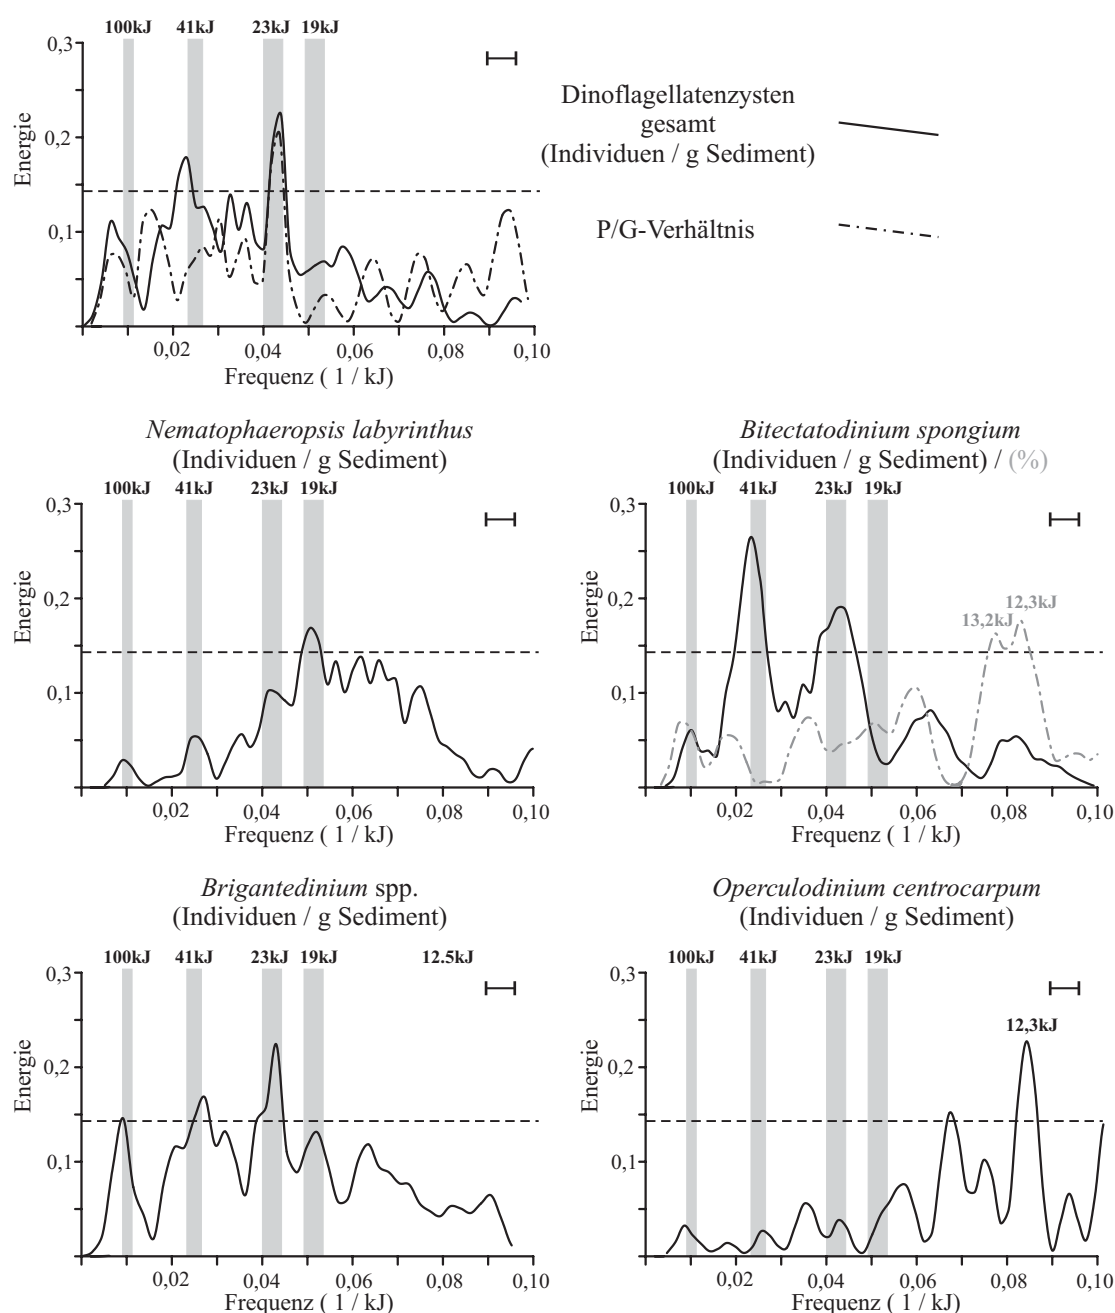 100kJ 41kJ 23kJ 19kJ
0,3
0,2
0,1
Energie
0,02 0,04 0,06 0,08 0,10
Frequenz ( 1 / kJ)
Dinoflagellatenzysten
gesamt
(Individuen / g Sediment)
P/G-Verhältnis
Nematophaeropsis labyrinthus
(Individuen / g Sediment)
100kJ 41kJ 23kJ 19kJ
0,3
0,2
0,1
Energie
0,02 0,04 0,06 0,08 0,10
Frequenz ( 1 / kJ)
Bitectatodinium spongium
(Individuen / g Sediment) / (%)
100kJ 41kJ 23kJ 19kJ
0,3
0,2
0,1
Energie
12,3kJ
13,2kJ
0,02 0,04 0,06 0,08 0,10
Frequenz ( 1 / kJ)
Brigantedinium spp.
(Individuen / g Sediment)
100kJ 41kJ 23kJ 19kJ 12.5kJ
0,3
0,2
0,1
Energie
0,02 0,04 0,06 0,08 0,10
Frequenz ( 1 / kJ)
Operculodinium centrocarpum
(Individuen / g Sediment)
100kJ 41kJ 23kJ 19kJ
0,3
0,2
0,1
Energie
12,3kJ
0,02 0,04 0,06 0,08 0,10
Frequenz ( 1 / kJ)